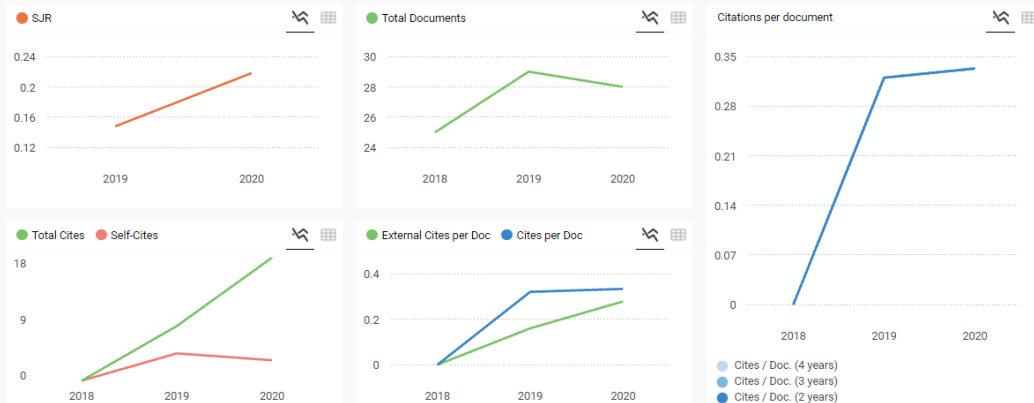 SJR
0.24
0.2
0.16
0.12
2019 2020
Total Documents
30
28
26
24
2018 2019 2020
Citations per document
0.35
0.28
0.21
0.14
0.07
0
2018 2019 2020
Cites / Doc. (4 years)
Cites / Doc. (3 years)
Cites / Doc. (2 years)
Total Cites Self-Cites
18
9
0
2018 2019 2020
External Cites per Doc Cites per Doc
0.4
0.2
0
2018 2019 2020